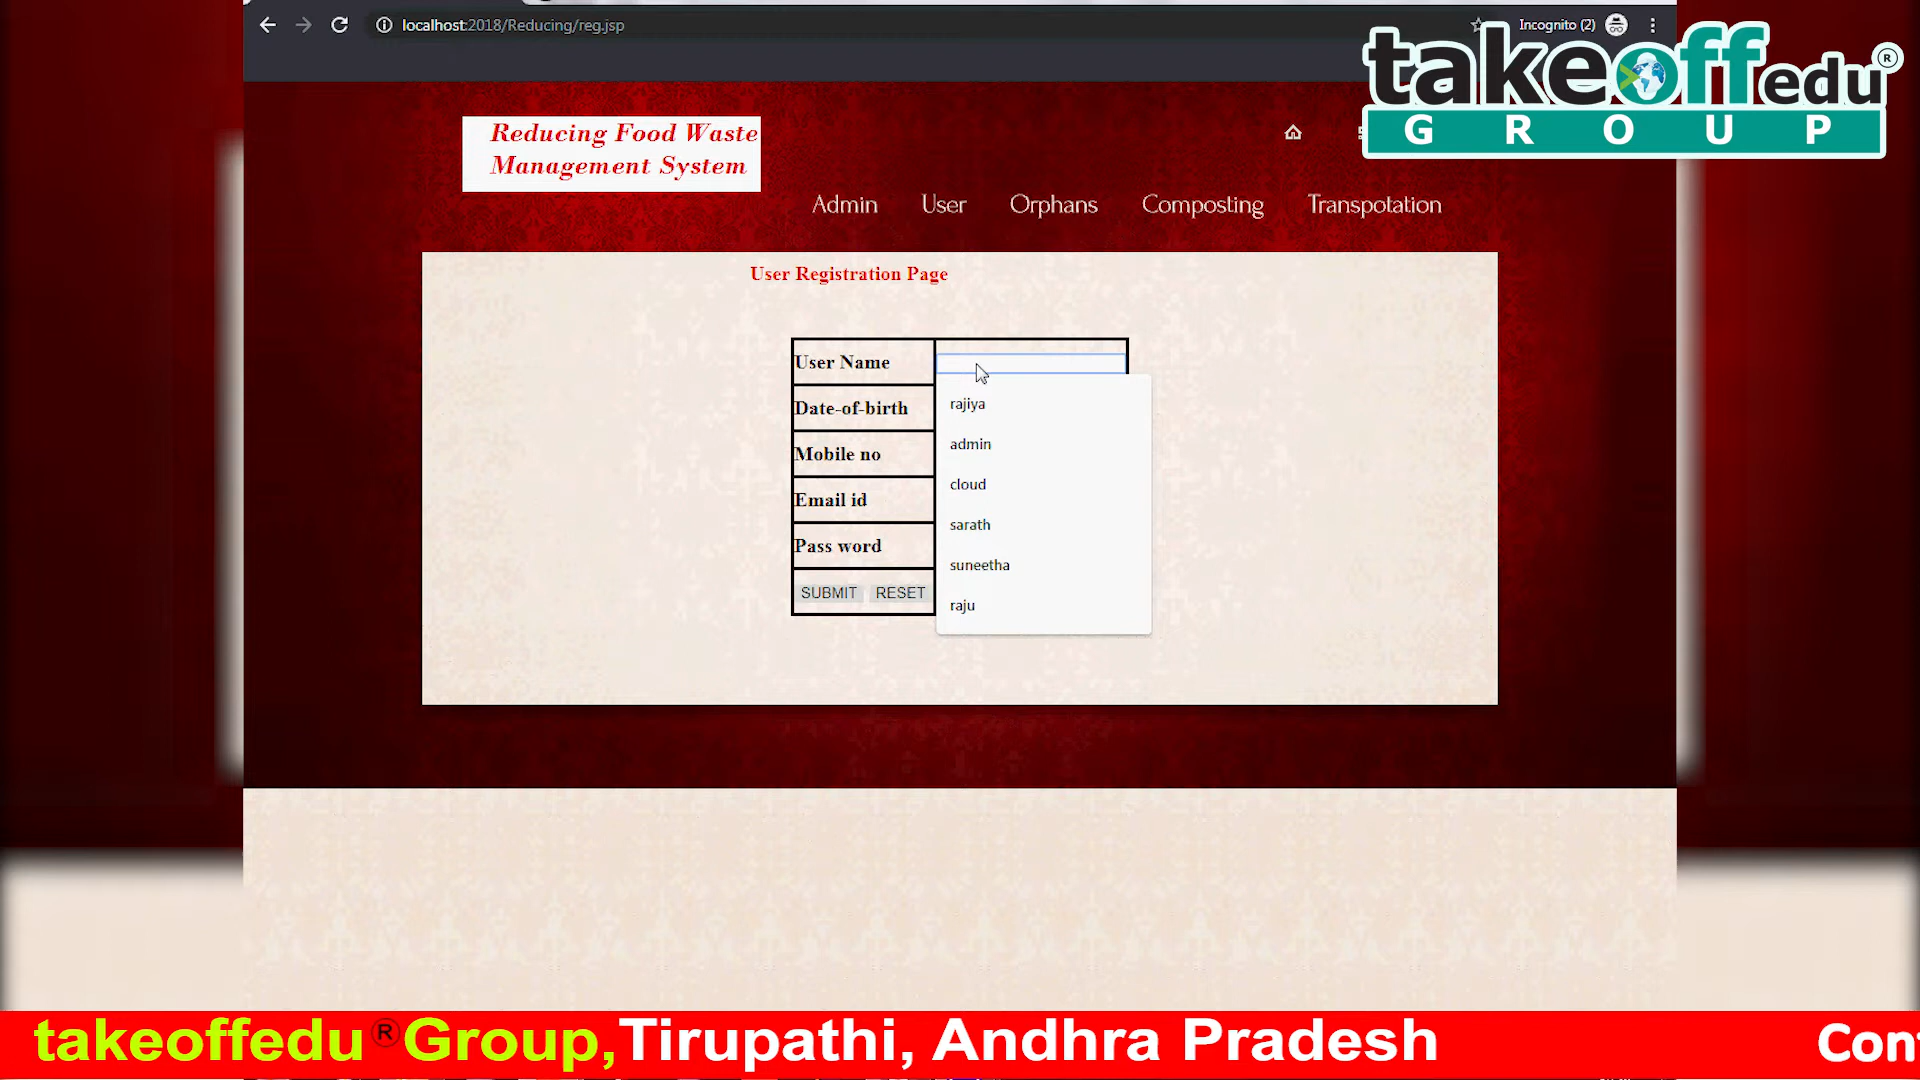 localhost:2018/Reducing/reg.jsp
Incognito (2)
takeoffedu®
GROUP
Reducing Food Waste
Management System
Admin User Orphans Composting Transpotation
User Registration Page
User Name
Date-of-birth
Mobile no
Email id
Pass word
SUBMIT RESET
rajiya
admin
cloud
sarath
suneetha
raju
takeoffedu®Group,Tirupathi, Andhra Pradesh